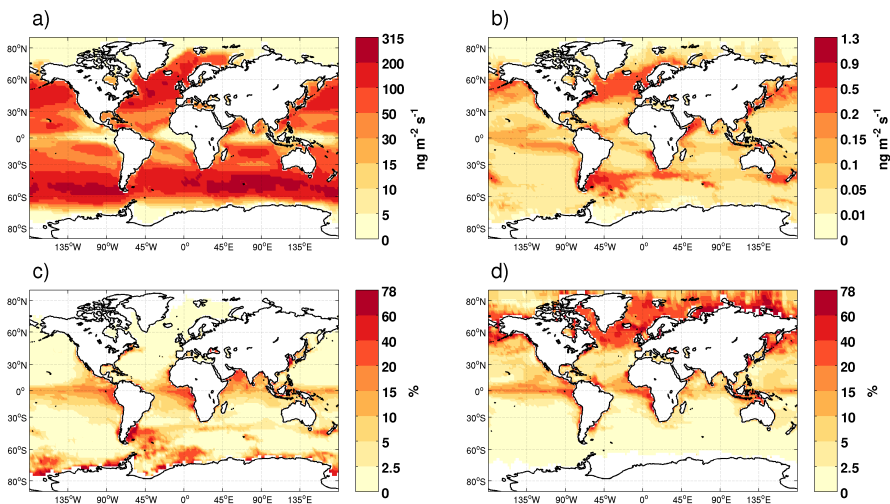 a)
80°N
60°N
30°N
0°
30°S
60°S
80°S
135°W 90°W 45°W 0° 45°E 90°E 135°E
315
200
100
50
30
15
10
5
0
ng m⁻² s⁻¹
b)
80°N
60°N
30°N
0°
30°S
60°S
80°S
135°W 90°W 45°W 0° 45°E 90°E 135°E
1.3
0.9
0.5
0.2
0.15
0.1
0.05
0.01
0
ng m⁻² s⁻¹
c)
80°N
60°N
30°N
0°
30°S
60°S
80°S
135°W 90°W 45°W 0° 45°E 90°E 135°E
78
60
40
20
15
10
5
2.5
0
%
d)
80°N
60°N
30°N
0°
30°S
60°S
80°S
135°W 90°W 45°W 0° 45°E 90°E 135°E
78
60
40
20
15
10
5
2.5
0
%